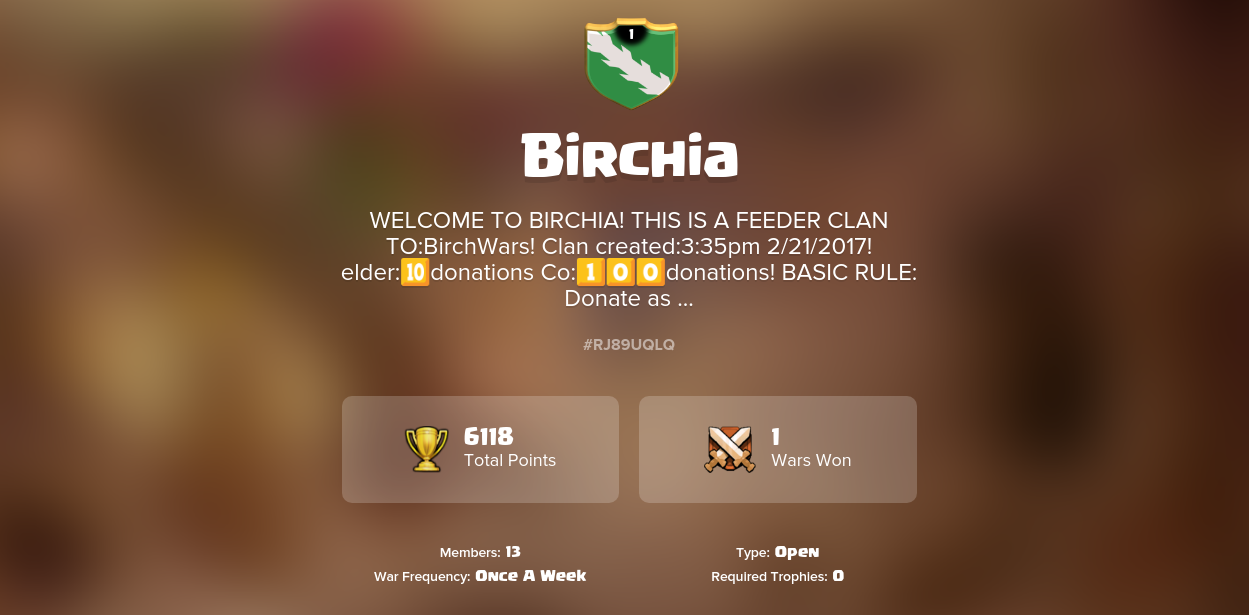 1
Birchia
WELCOME TO BIRCHIA! THIS IS A FEEDER CLAN
TO:BirchWars! Clan created:3:35pm 2/21/2017!
elder:🔟donations Co:1️⃣0️⃣0️⃣donations! BASIC RULE:
Donate as ...
#RJ89UQLQ
6118
Total Points
1
Wars Won
Members: 13
War Frequency: Once A Week
Type: Open
Required Trophies: 0